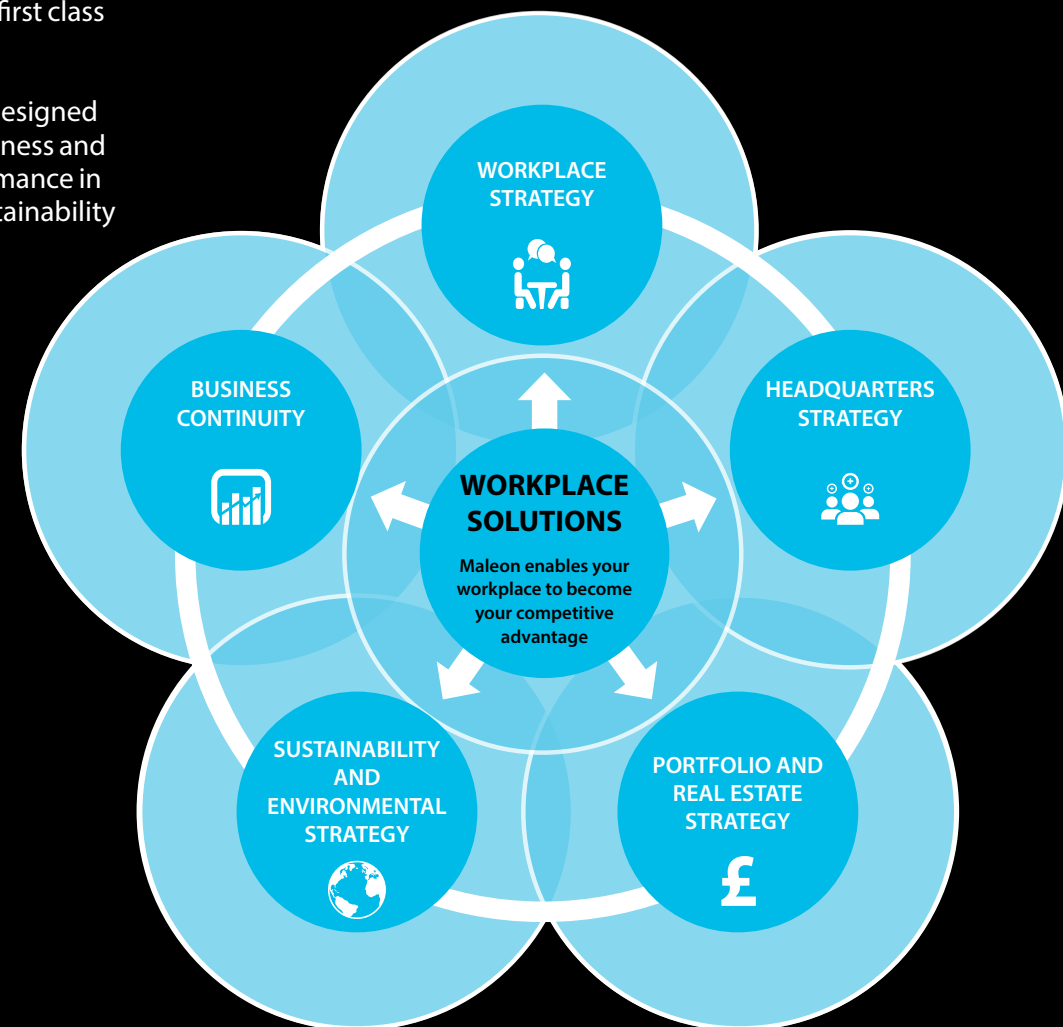 first class
esigned
ness and
mance in
tainability
WORKPLACE
STRATEGY
BUSINESS
CONTINUITY
HEADQUARTERS
STRATEGY
WORKPLACE
SOLUTIONS
Maleon enables your
workplace to become
your competitive
advantage
SUSTAINABILITY
AND
ENVIRONMENTAL
STRATEGY
PORTFOLIO AND
REAL ESTATE
STRATEGY
£